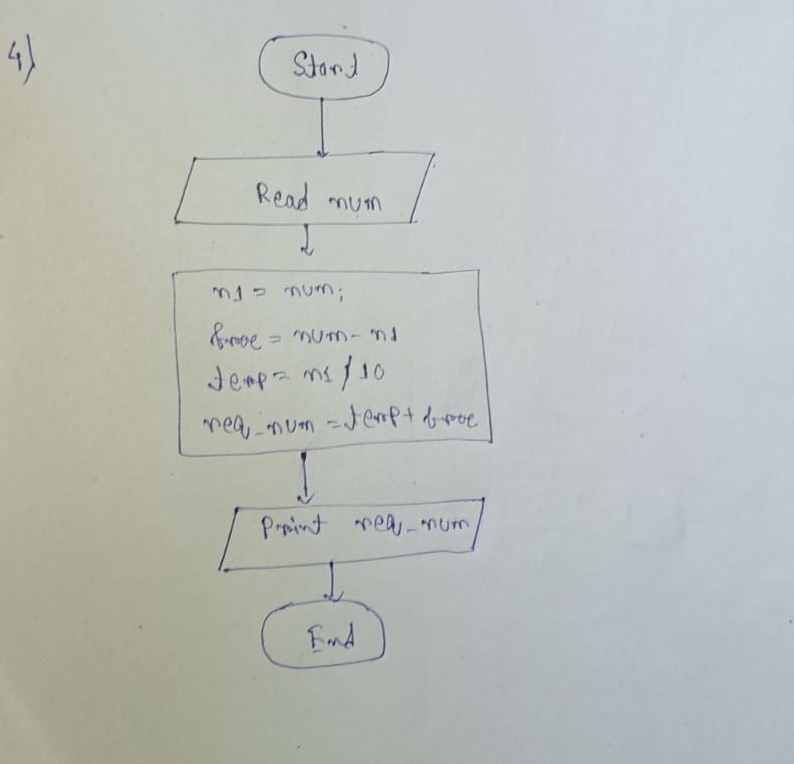 4)
Start
Read num
n1 = num;
frac = num - n1
temp = n1 / 10
req_num = temp + frac
Print req_num
End